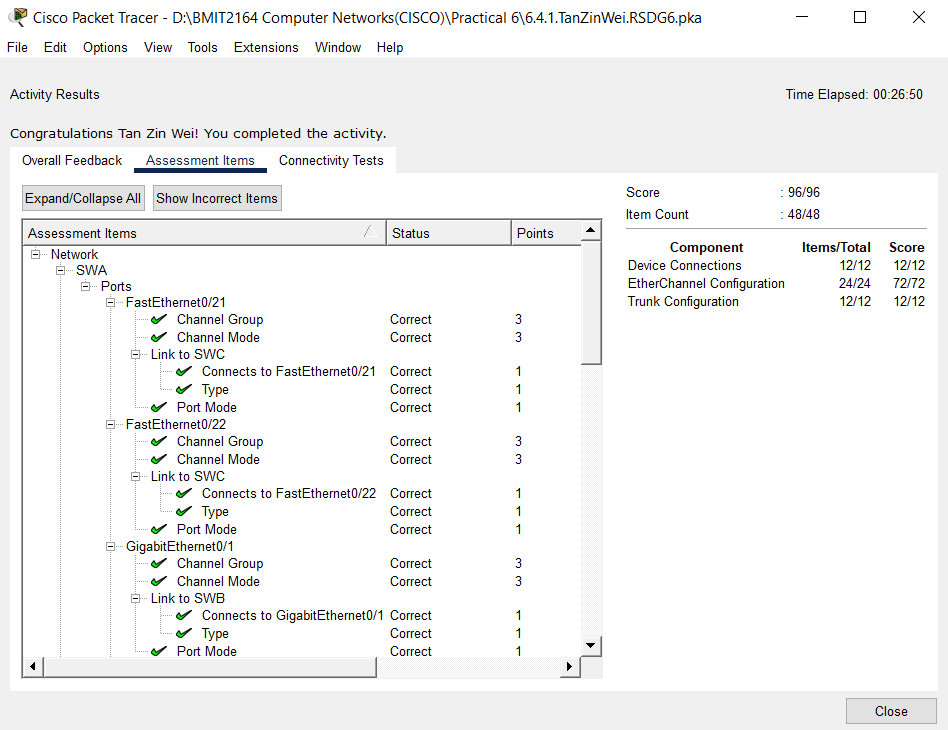 Cisco Packet Tracer - D:\BMIT2164 Computer Networks(CISCO)\Practical 6\6.4.1.TanZinWei.RSDG6.pka
File Edit Options View Tools Extensions Window Help
Activity Results Time Elapsed: 00:26:50
Congratulations Tan Zin Wei! You completed the activity.
Overall Feedback Assessment Items Connectivity Tests
Expand/Collapse All Show Incorrect Items
Assessment Items Status Points
Network
SWA
Ports
FastEthernet0/21
Channel Group Correct 3
Channel Mode Correct 3
Link to SWC
Connects to FastEthernet0/21 Correct 1
Type Correct 1
Port Mode Correct 1
FastEthernet0/22
Channel Group Correct 3
Channel Mode Correct 3
Link to SWC
Connects to FastEthernet0/22 Correct 1
Type Correct 1
Port Mode Correct 1
GigabitEthernet0/1
Channel Group Correct 3
Channel Mode Correct 3
Link to SWB
Connects to GigabitEthernet0/1 Correct 1
Type Correct 1
Port Mode Correct 1
Score : 96/96
Item Count : 48/48
Component Items/Total Score
Device Connections 12/12 12/12
EtherChannel Configuration 24/24 72/72
Trunk Configuration 12/12 12/12
Close